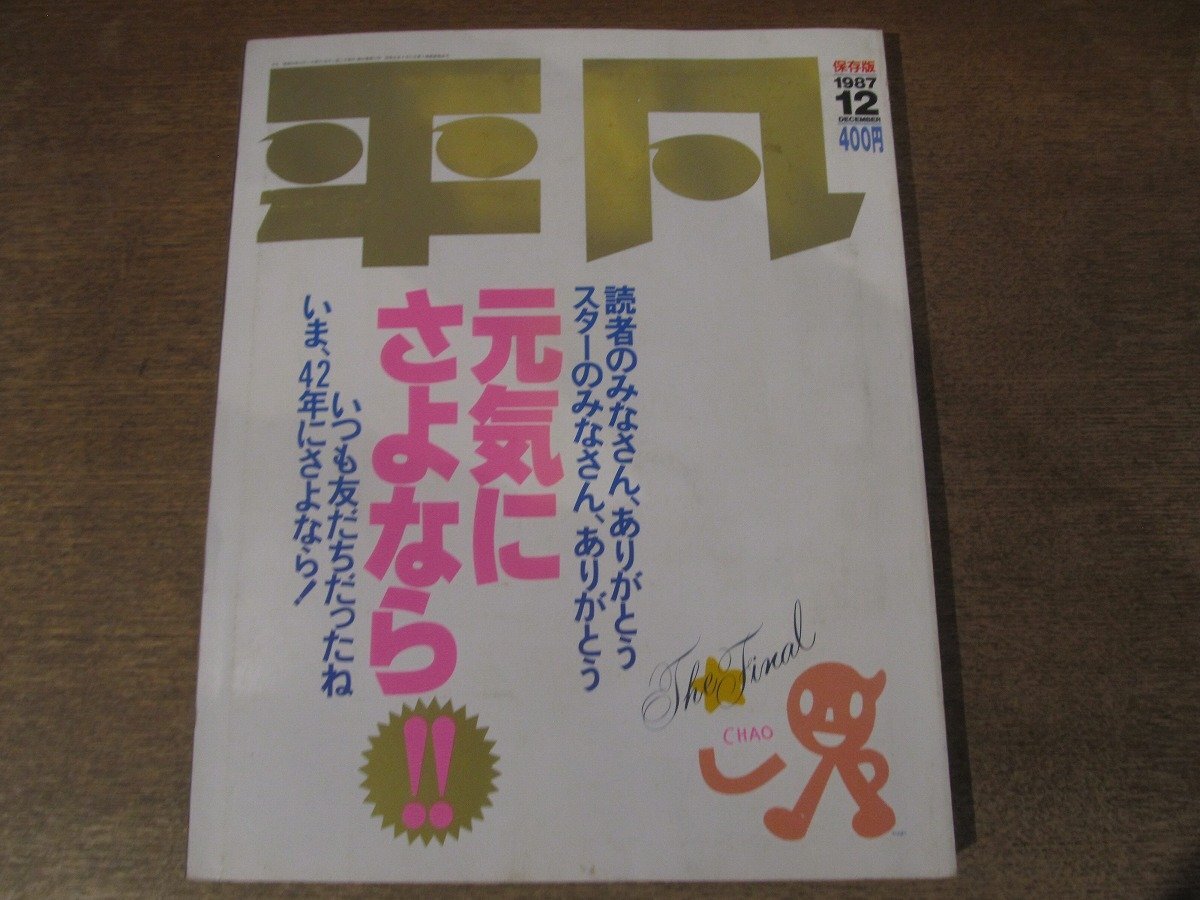 平凡
保存版
1987
12
DECEMBER
400円
読者のみなさん、ありがとう
スターのみなさん、ありがとう
元気に
さよなら
!!
いつも友だちだったね
いま、42年にさよなら!
The Final
CHAO